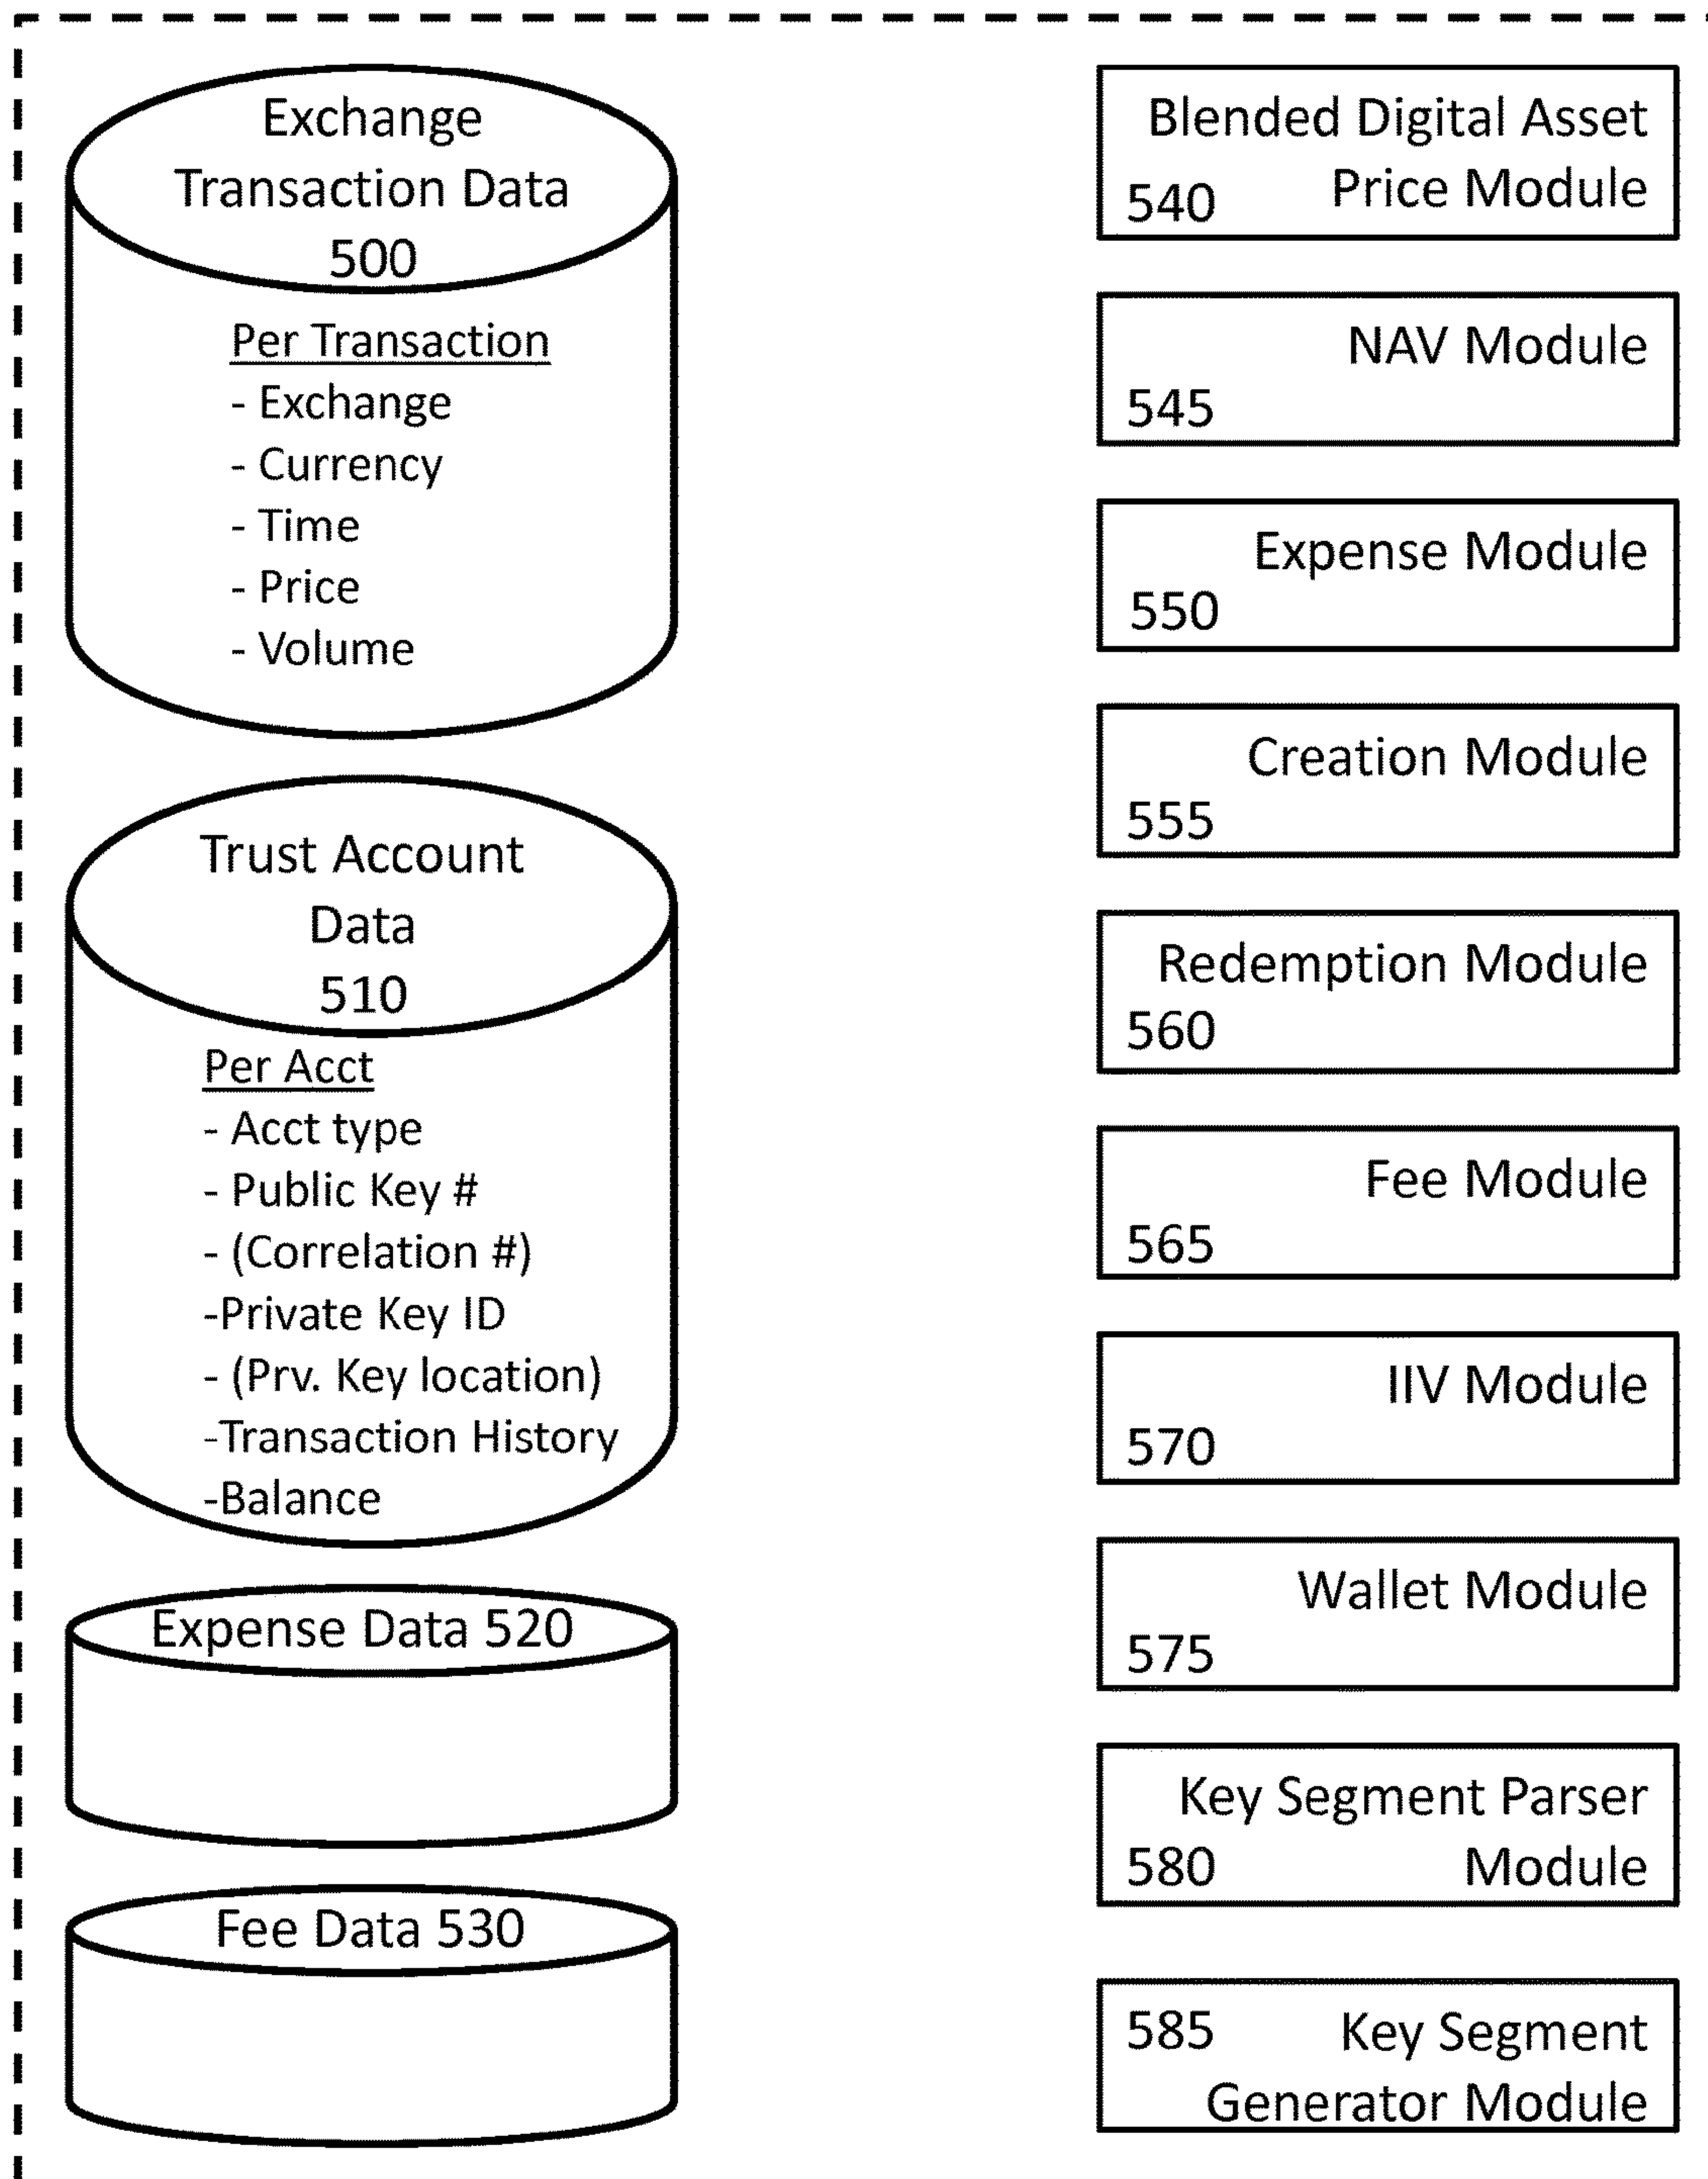 Exchange
Transaction Data
500
Per Transaction
- Exchange
- Currency
- Time
- Price
- Volume
Trust Account
Data
510
Per Acct
- Acct type
- Public Key #
- (Correlation #)
-Private Key ID
- (Prv. Key location)
-Transaction History
-Balance
Expense Data 520
Fee Data 530
Blended Digital Asset
540 Price Module
NAV Module
545
Expense Module
550
Creation Module
555
Redemption Module
560
Fee Module
565
IIV Module
570
Wallet Module
575
Key Segment Parser
580 Module
585 Key Segment
Generator Module